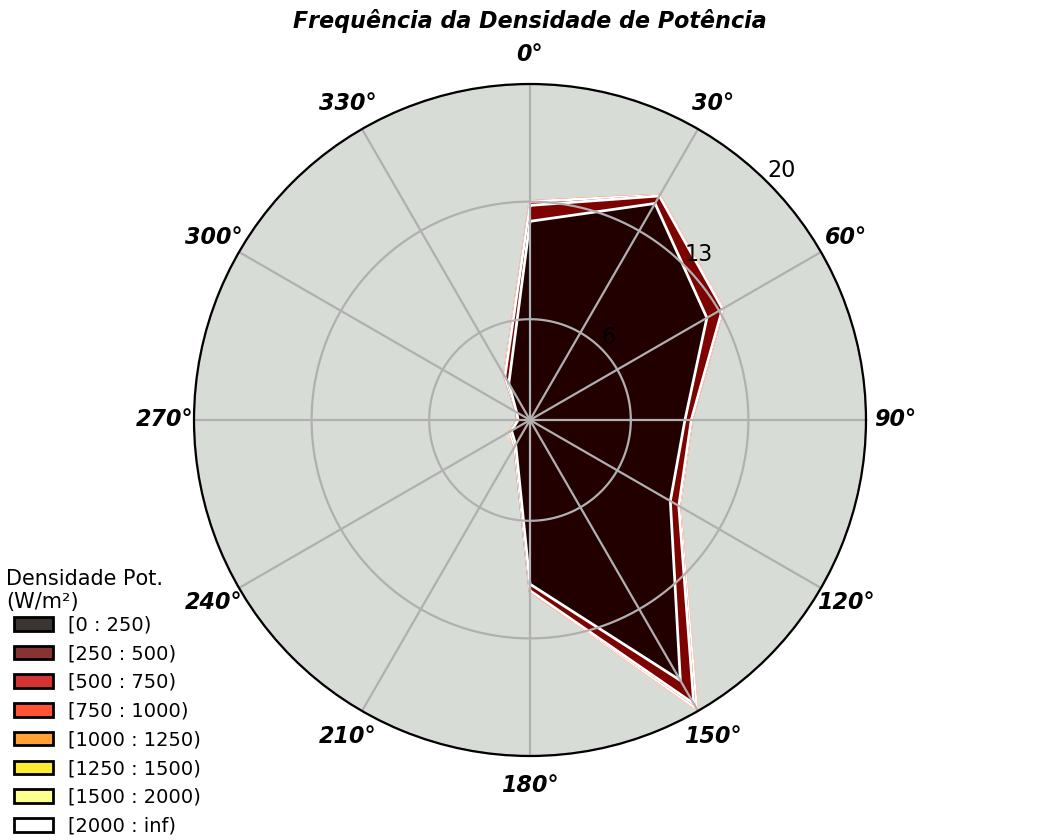 Frequência da Densidade de Potência
0°
330°
30°
20
300°
60°
13
6
270°
90°
240°
120°
210°
150°
180°
Densidade Pot.
(W/m²)
[0 : 250)
[250 : 500)
[500 : 750)
[750 : 1000)
[1000 : 1250)
[1250 : 1500)
[1500 : 2000)
[2000 : inf)